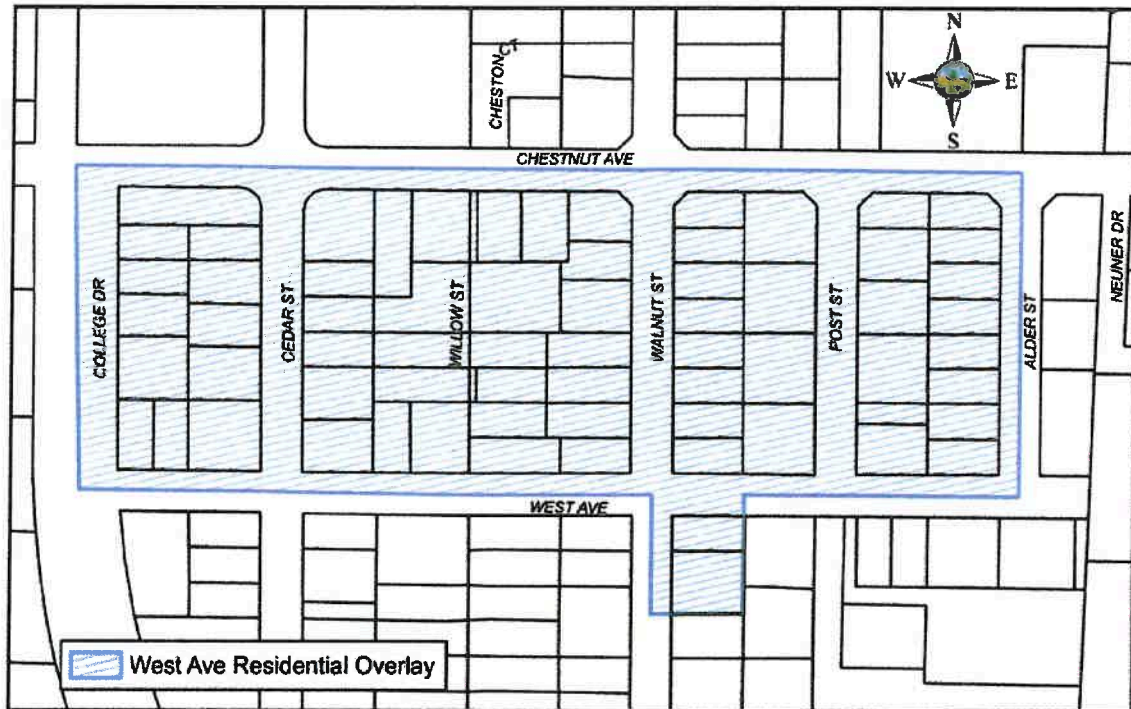 N
CHESTON CT
W
E
S
CHESTNUT AVE
COLLEGE DR
CEDAR ST
WILLOW ST
WALNUT ST
POST ST
ALDER ST
NEUNER DR
WEST AVE
West Ave Residential Overlay